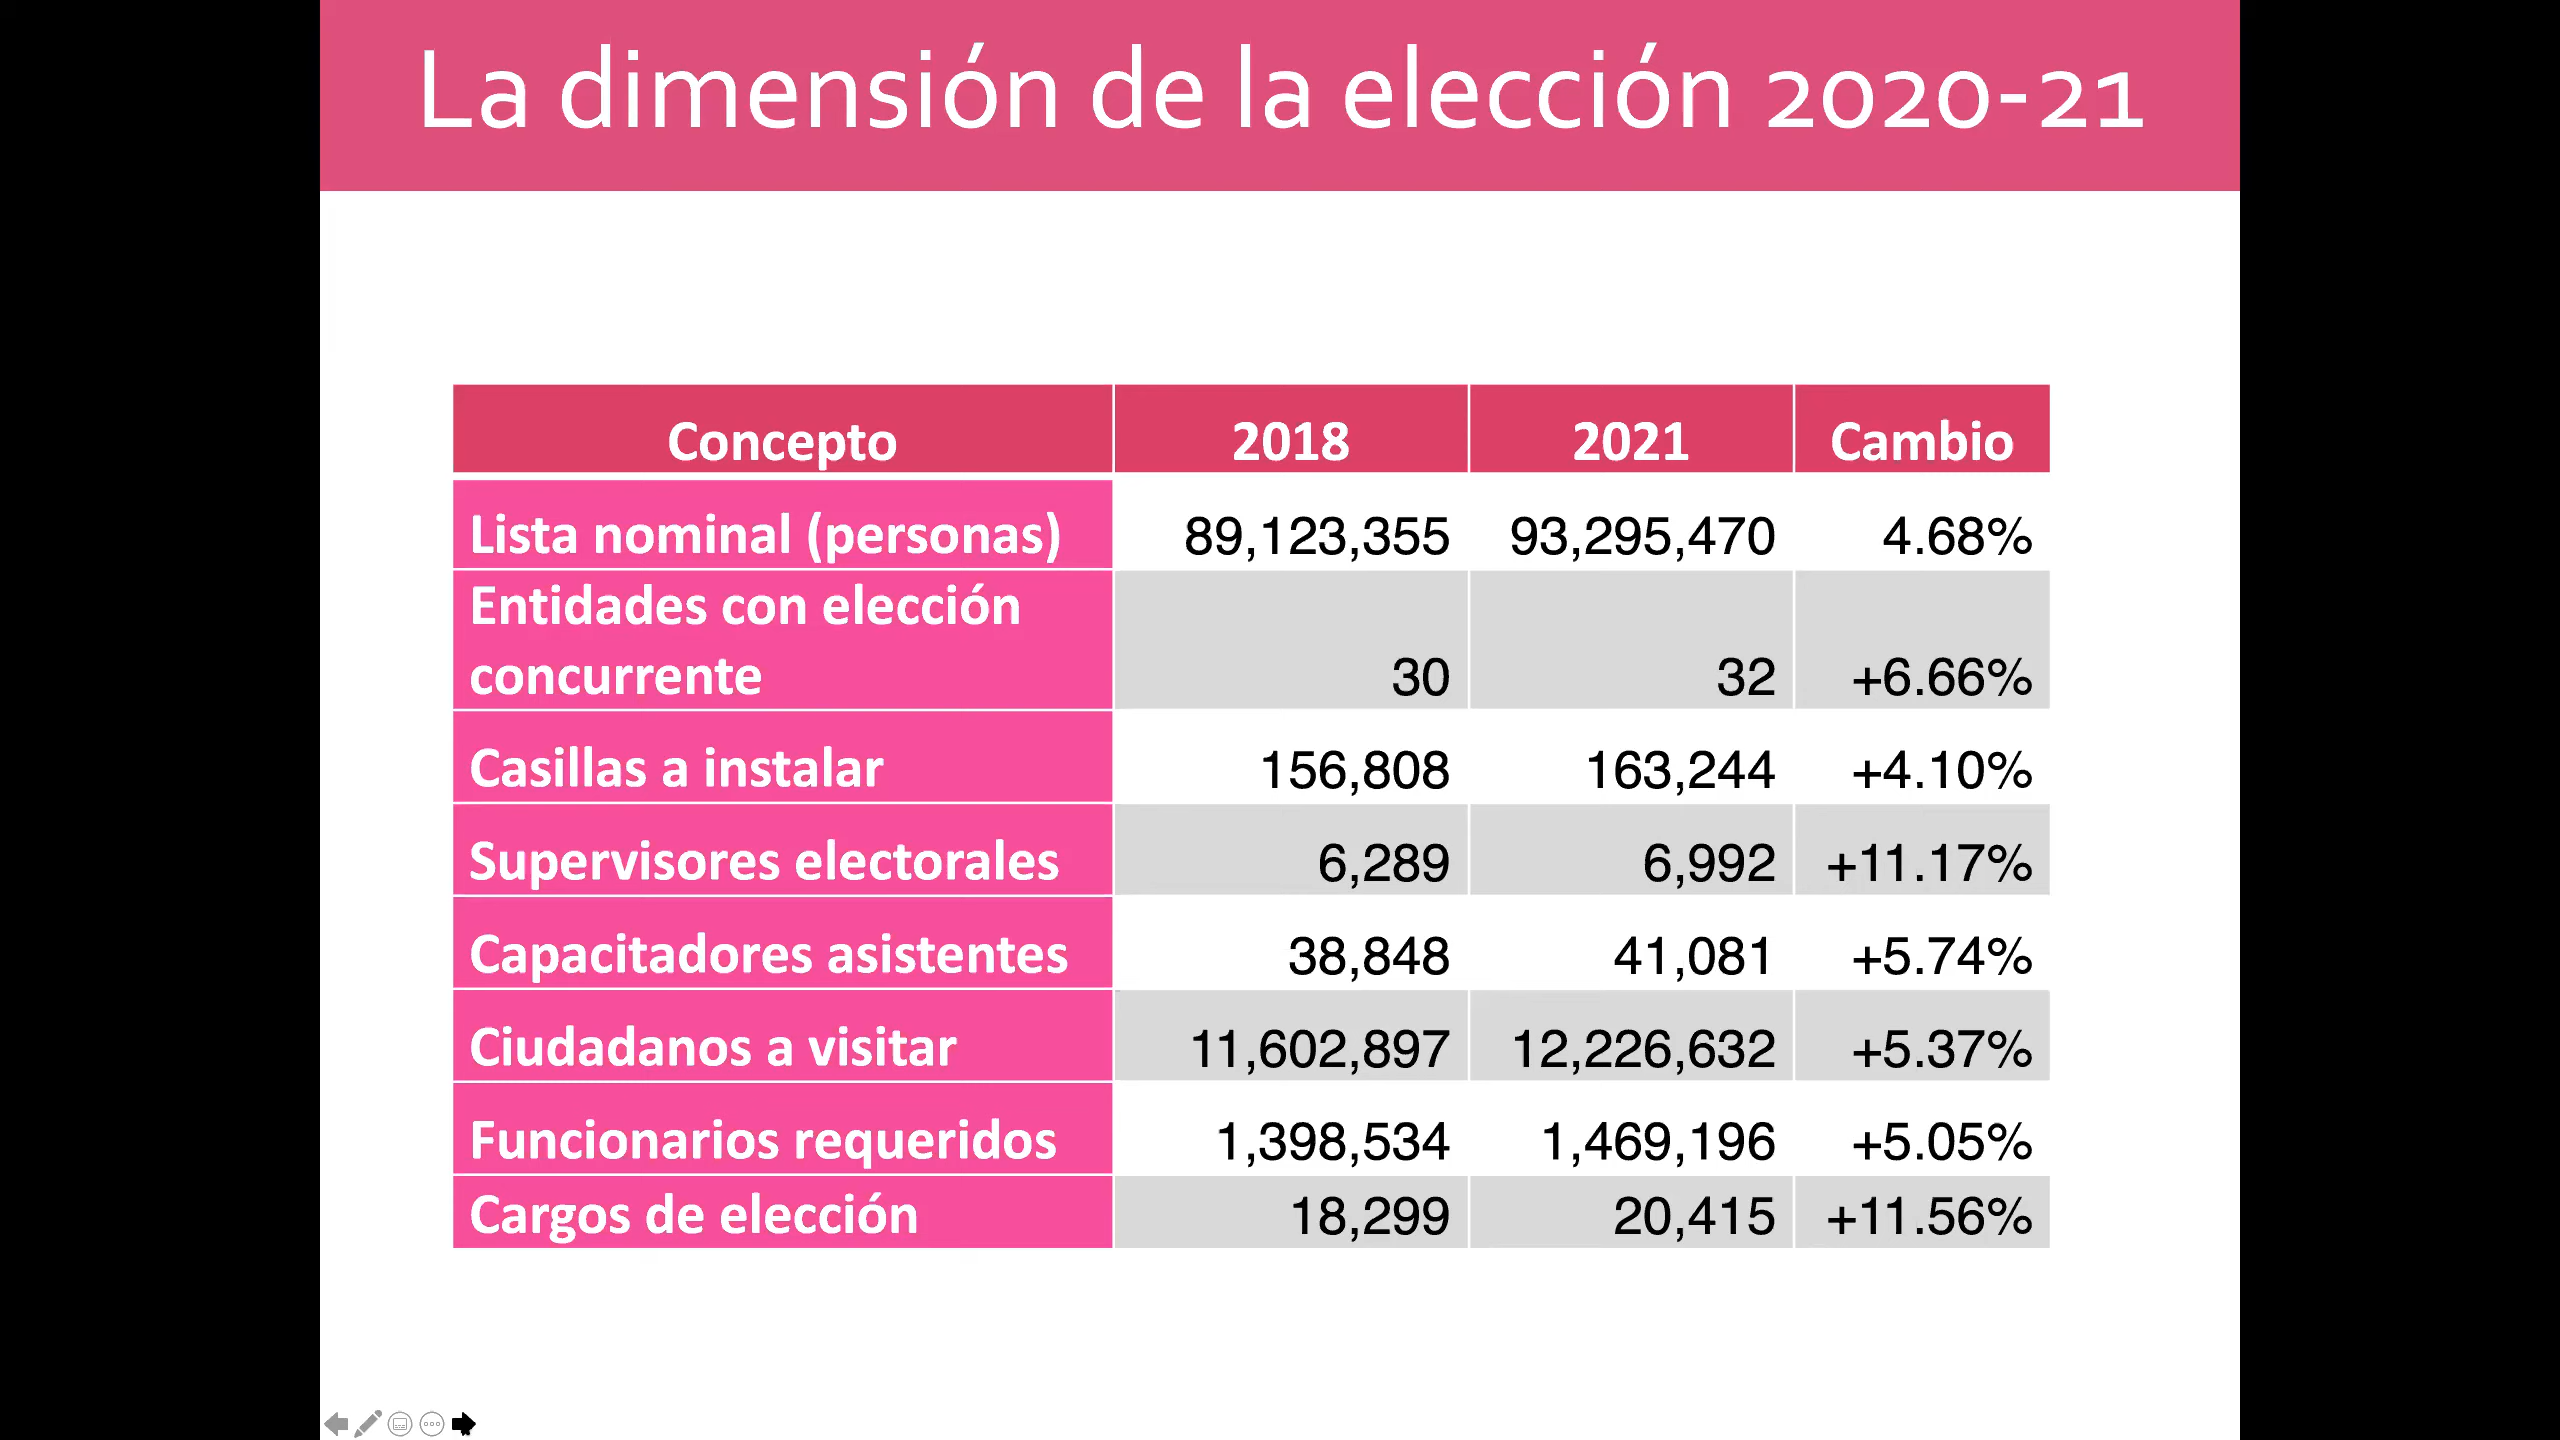 La dimensión de la elección 2020-21
Concepto 2018 2021 Cambio
Lista nominal (personas) 89,123,355 93,295,470 4.68%
Entidades con elección
concurrente 30 32 +6.66%
Casillas a instalar 156,808 163,244 +4.10%
Supervisores electorales 6,289 6,992 +11.17%
Capacitadores asistentes 38,848 41,081 +5.74%
Ciudadanos a visitar 11,602,897 12,226,632 +5.37%
Funcionarios requeridos 1,398,534 1,469,196 +5.05%
Cargos de elección 18,299 20,415 +11.56%